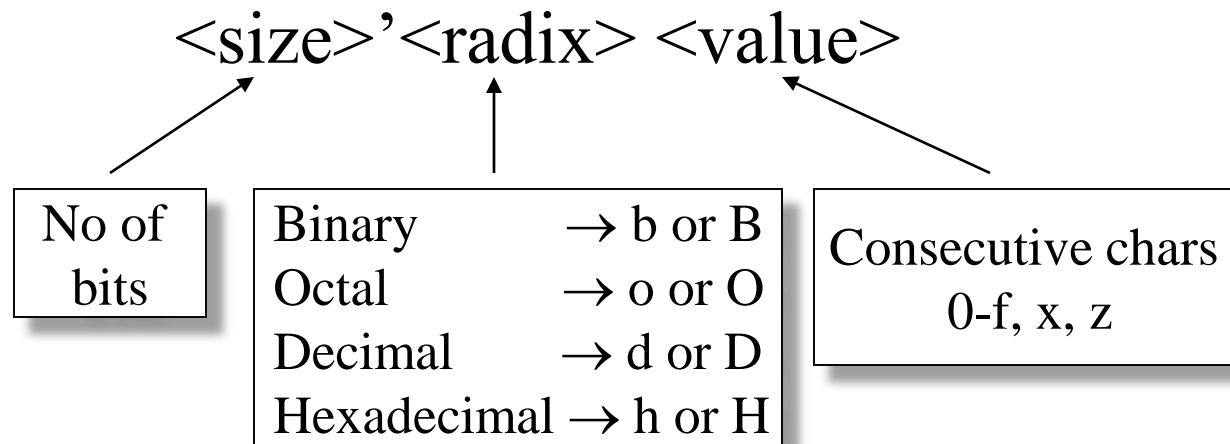 <size>’<radix> <value>
No of
bits
Binary → b or B
Octal → o or O
Decimal → d or D
Hexadecimal → h or H
Consecutive chars
0-f, x, z